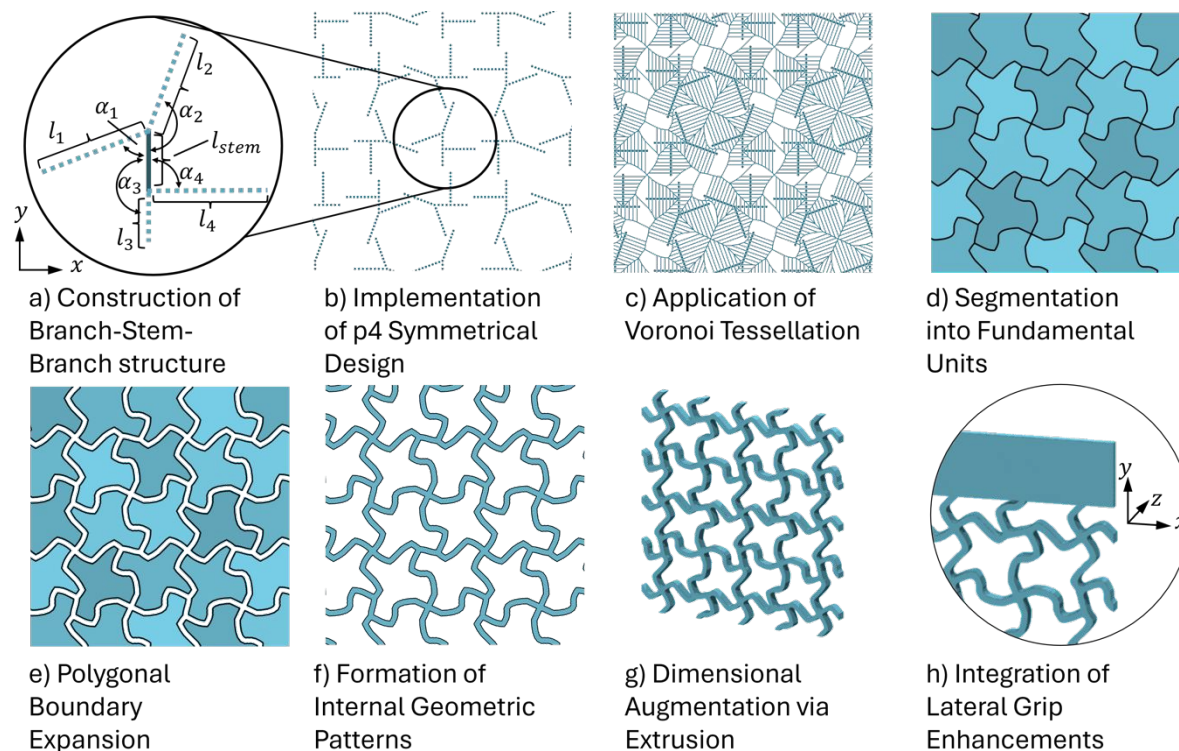 l2
α1
α2
l1
lstem
α3
α4
l3
l4
y
x
a) Construction of
Branch-Stem-
Branch structure
b) Implementation
of p4 Symmetrical
Design
c) Application of
Voronoi Tessellation
d) Segmentation
into Fundamental
Units
y
z
x
e) Polygonal
Boundary
Expansion
f) Formation of
Internal Geometric
Patterns
g) Dimensional
Augmentation via
Extrusion
h) Integration of
Lateral Grip
Enhancements